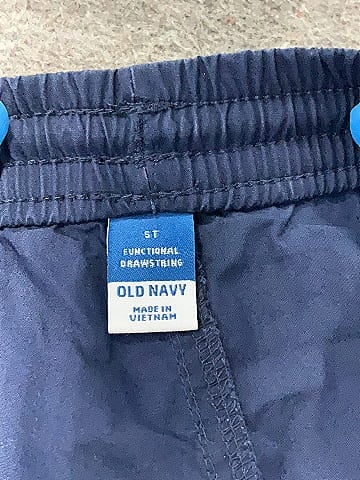 5T
FUNCTIONAL
DRAWSTRING
OLD NAVY
MADE IN
VIETNAM